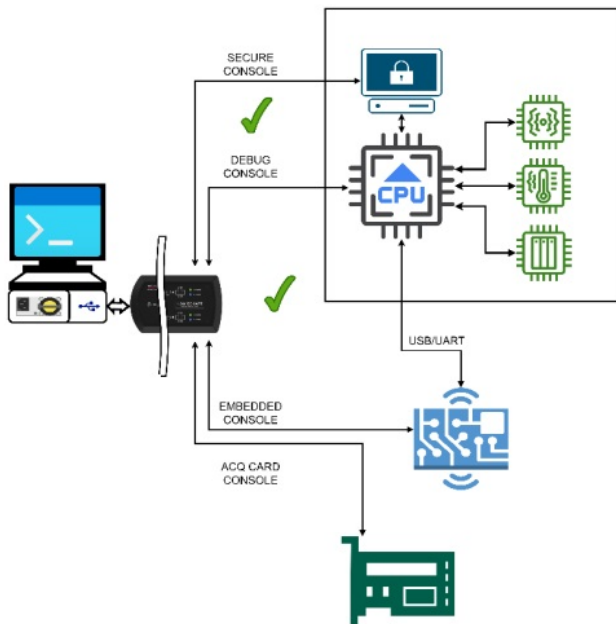 SECURE
CONSOLE
DEBUG
CONSOLE
CPU
USB/UART
EMBEDDED
CONSOLE
ACQ CARD
CONSOLE